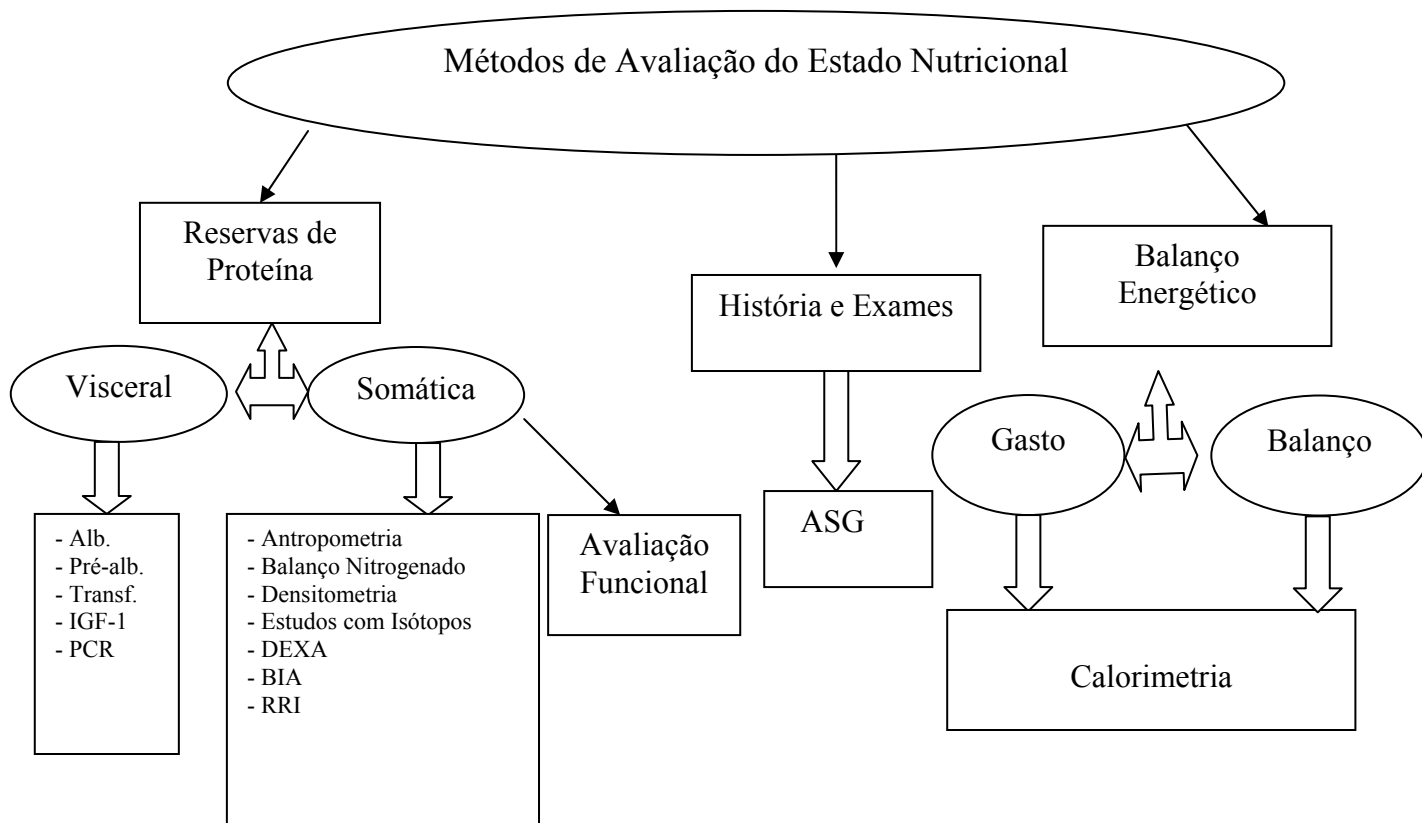 Métodos de Avaliação do Estado Nutricional
Reservas de
Proteína
História e Exames
Balanço
Energético
Visceral
Somática
Gasto
Balanço
- Alb.
- Pré-alb.
- Transf.
- IGF-1
- PCR
- Antropometria
- Balanço Nitrogenado
- Densitometria
- Estudos com Isótopos
- DEXA
- BIA
- RRI
Avaliação
Funcional
ASG
Calorimetria